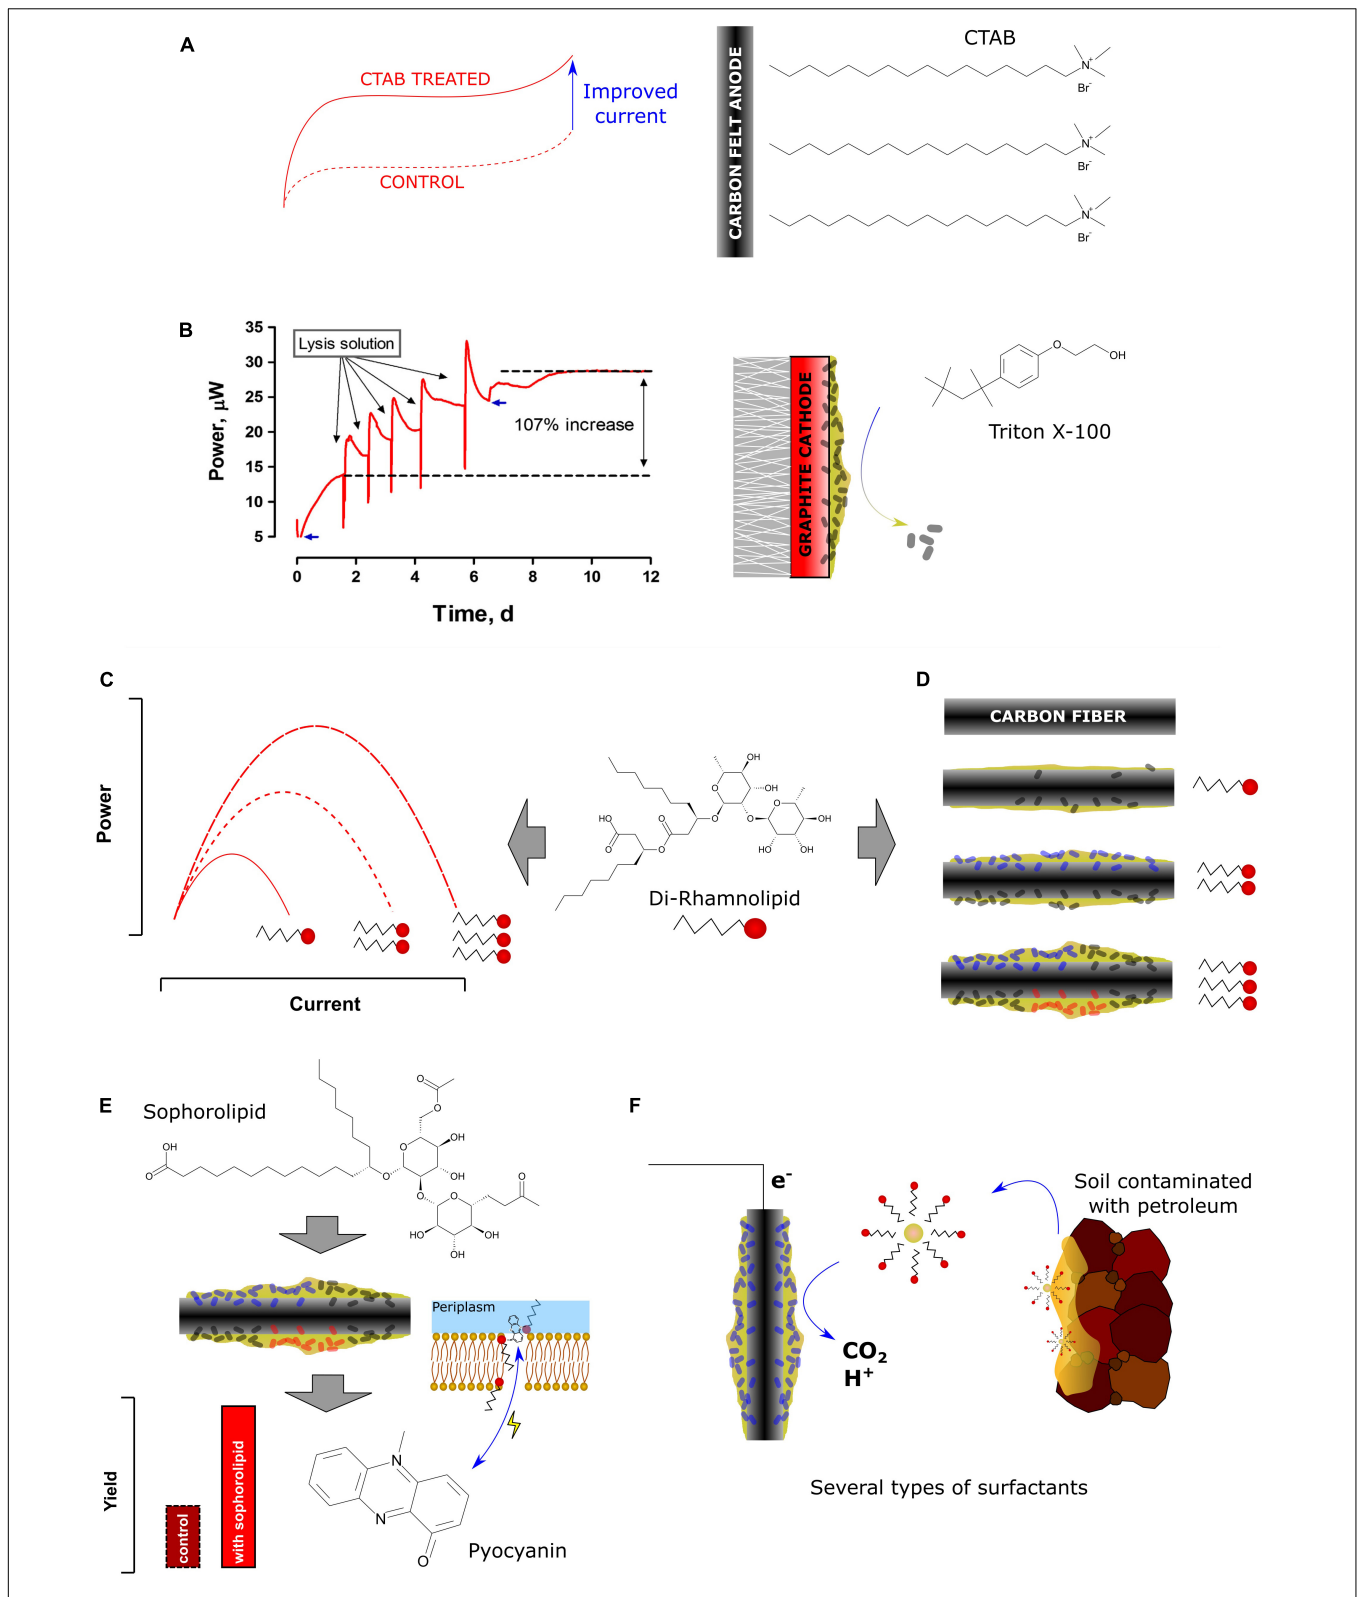 A
CTAB TREATED
CONTROL
Improved
current
CARBON FELT ANODE
CTAB
N+
Br-
N+
Br-
N+
Br-
B
Power, μW
35
30
25
20
15
10
5
Lysis solution
107% increase
0 2 4 6 8 10 12
Time, d
GRAPHITE CATHODE
O
OH
Triton X-100
C
Power
Current
HO
O
O
O
O
O
OH
OH
O
O
OH
HO
OH
Di-Rhamnolipid
D
CARBON FIBER
E
Sophorolipid
OH
O
O
O
O
O
OH
OH
O
O
O
HO
OH
OH
Periplasm
Yield
control
with sophorolipid
N
N
O
Pyocyanin
F
e-
Soil contaminated
with petroleum
CO2
H+
Several types of surfactants